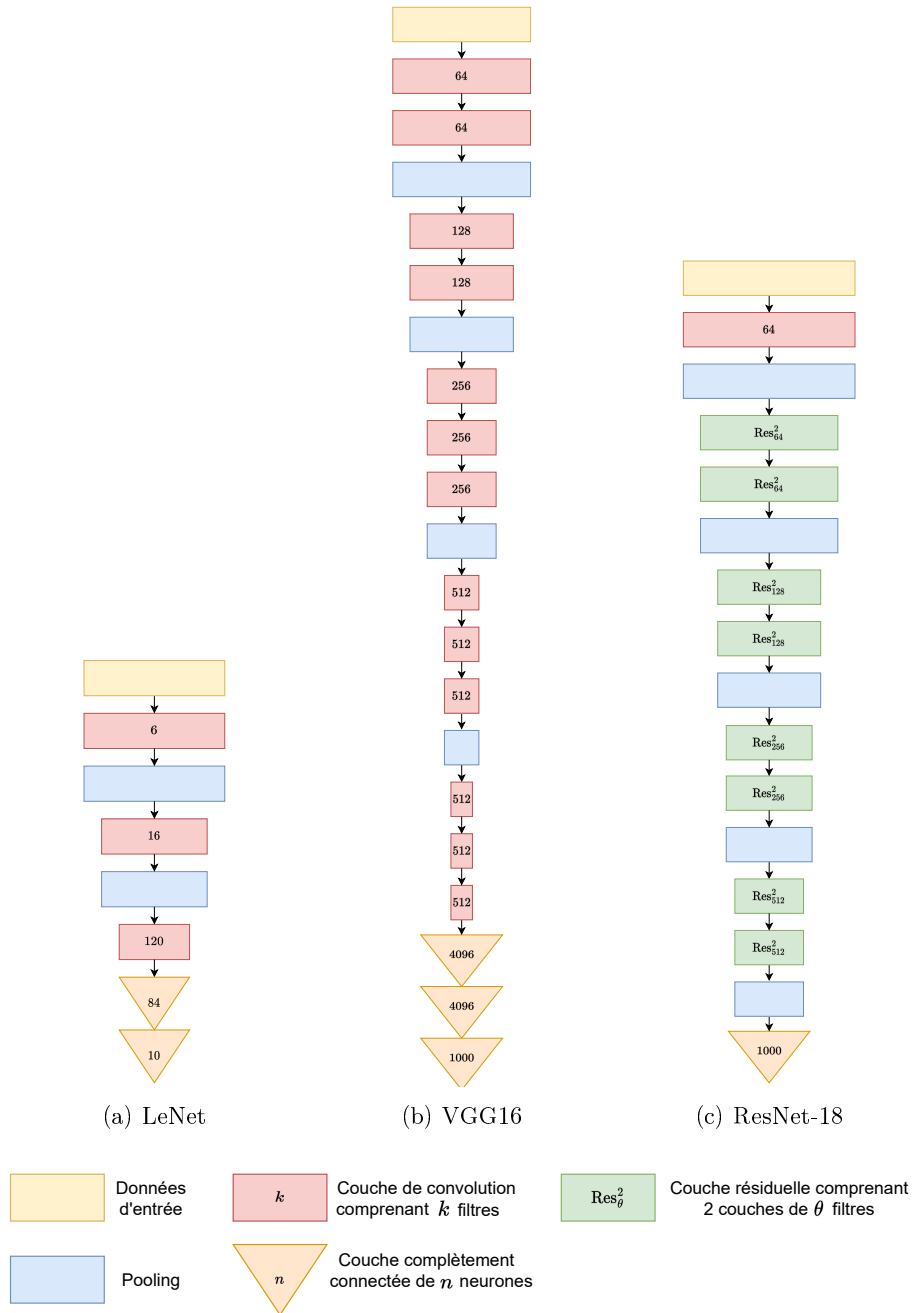 6
16
120
84
10
(a) LeNet
64
64
128
128
256
256
256
512
512
512
512
512
512
4096
4096
1000
(b) VGG16
64
Res²₆₄
Res²₆₄
Res²₁₂₈
Res²₁₂₈
Res²₂₅₆
Res²₂₅₆
Res²₅₁₂
Res²₅₁₂
1000
(c) ResNet-18
Données
d'entrée
k
Couche de convolution
comprenant k filtres
Res²_θ
Couche résiduelle comprenant
2 couches de θ filtres
Pooling
n
Couche complètement
connectée de n neurones